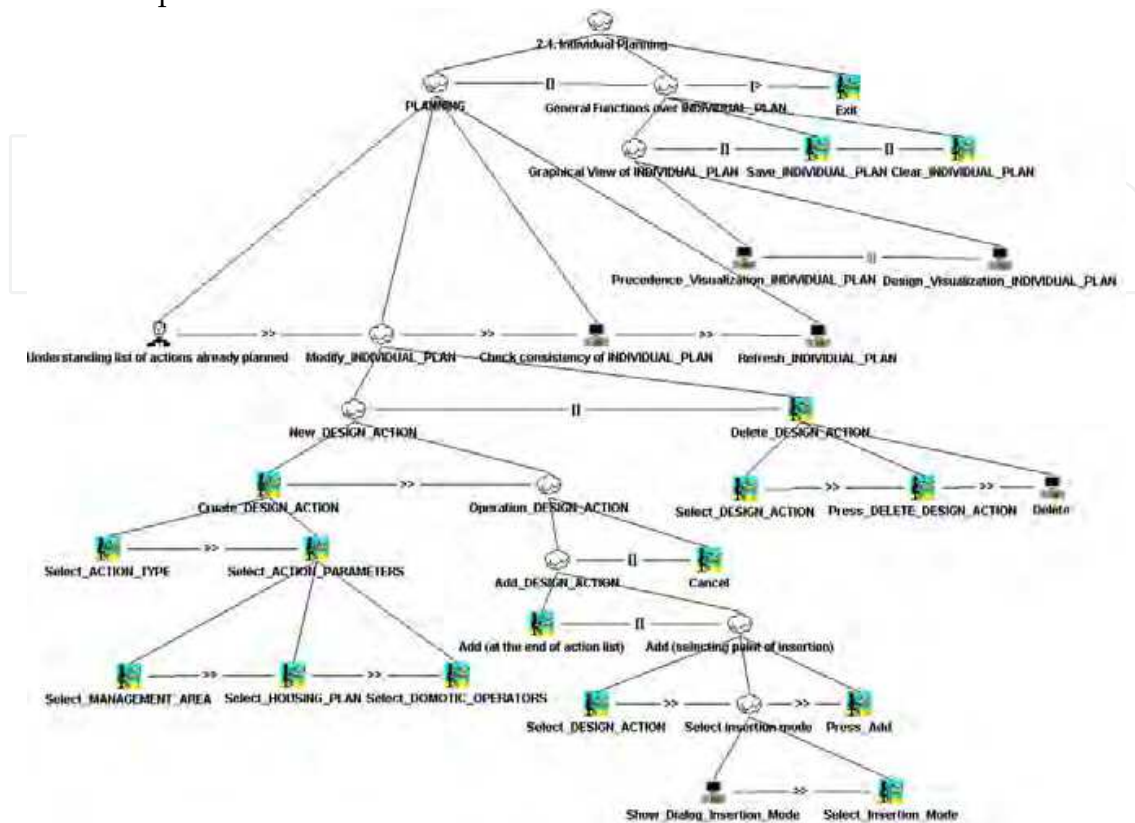 2.4. Individual Planning
[] [>
PLANNING General Functions over INDIVIDUAL_PLAN Exit
[] []
Graphical View of INDIVIDUAL_PLAN Save_INDIVIDUAL_PLAN Clear_INDIVIDUAL_PLAN
[]
Precedence_Visualization_INDIVIDUAL_PLAN Design_Visualization_INDIVIDUAL_PLAN
>> >> >>
Understanding list of actions already planned Modify_INDIVIDUAL_PLAN Check consistency of INDIVIDUAL_PLAN Refresh_INDIVIDUAL_PLAN
[]
New_DESIGN_ACTION Delete_DESIGN_ACTION
>> >> >>
Create_DESIGN_ACTION Operation_DESIGN_ACTION Select_DESIGN_ACTION Press_DELETE_DESIGN_ACTION Delete
>> []
Select_ACTION_TYPE Select_ACTION_PARAMETERS Add_DESIGN_ACTION Cancel
[]
Add (at the end of action list) Add (selecting point of insertion)
>> >>
Select_MANAGEMENT_AREA Select_HOUSING_PLAN Select_DOMOTIC_OPERATORS
>> >>
Select_DESIGN_ACTION Select insertion mode Press_Add
>>
Show_Dialog_Insertion_Mode Select_Insertion_Mode